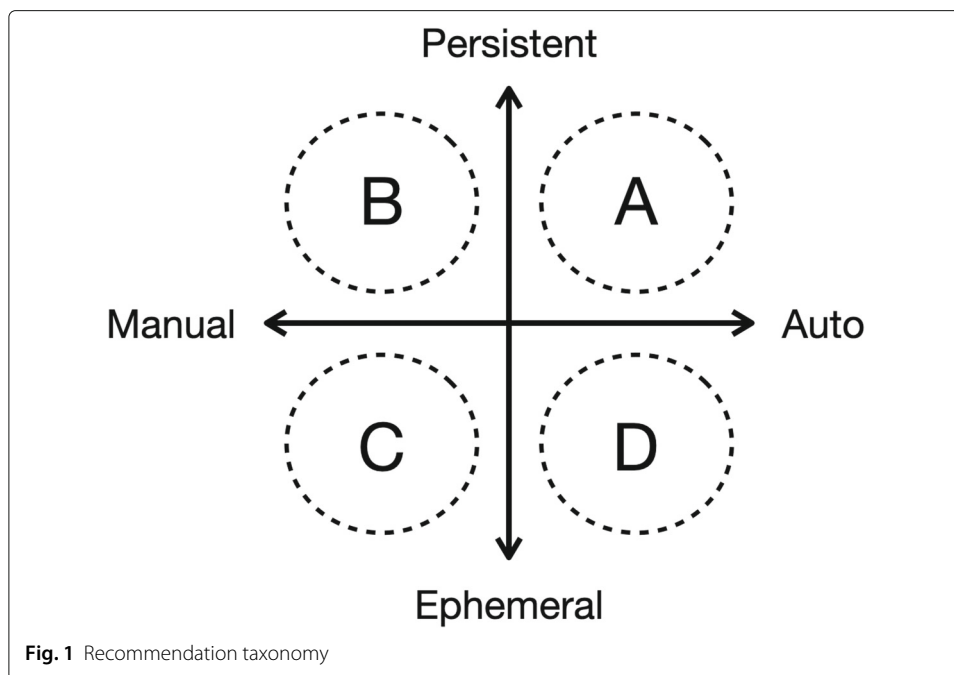 Persistent
B A
Manual Auto
C D
Ephemeral
Fig. 1 Recommendation taxonomy